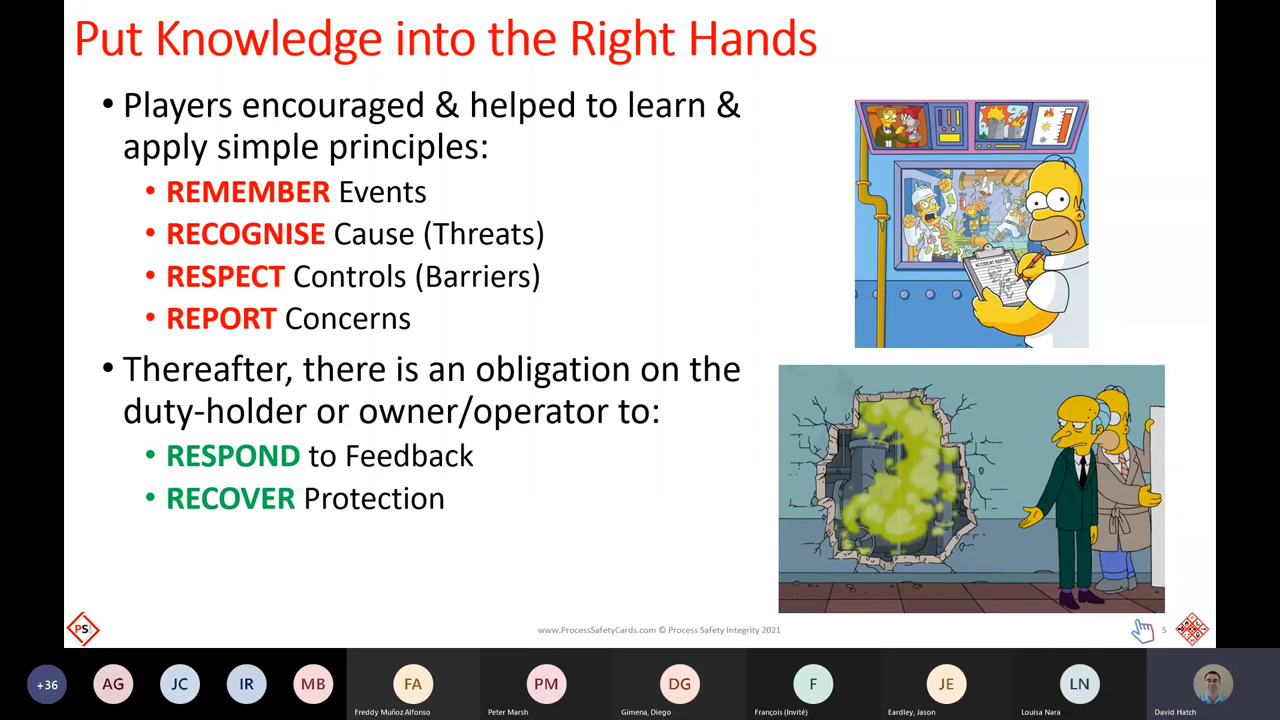 Put Knowledge into the Right Hands
• Players encouraged & helped to learn &
apply simple principles:
• REMEMBER Events
• RECOGNISE Cause (Threats)
• RESPECT Controls (Barriers)
• REPORT Concerns
• Thereafter, there is an obligation on the
duty-holder or owner/operator to:
• RESPOND to Feedback
• RECOVER Protection
ACCIDENT REPORT
PS
www.ProcessSafetyCards.com © Process Safety Integrity 2021
5
+36
AG
JC
IR
MB
FA
PM
DG
F
JE
LN
Freddy Muñoz Alfonso
Peter Marsh
Gimena, Diego
François (Invité)
Eardley, Jason
Louisa Nara
David Hatch